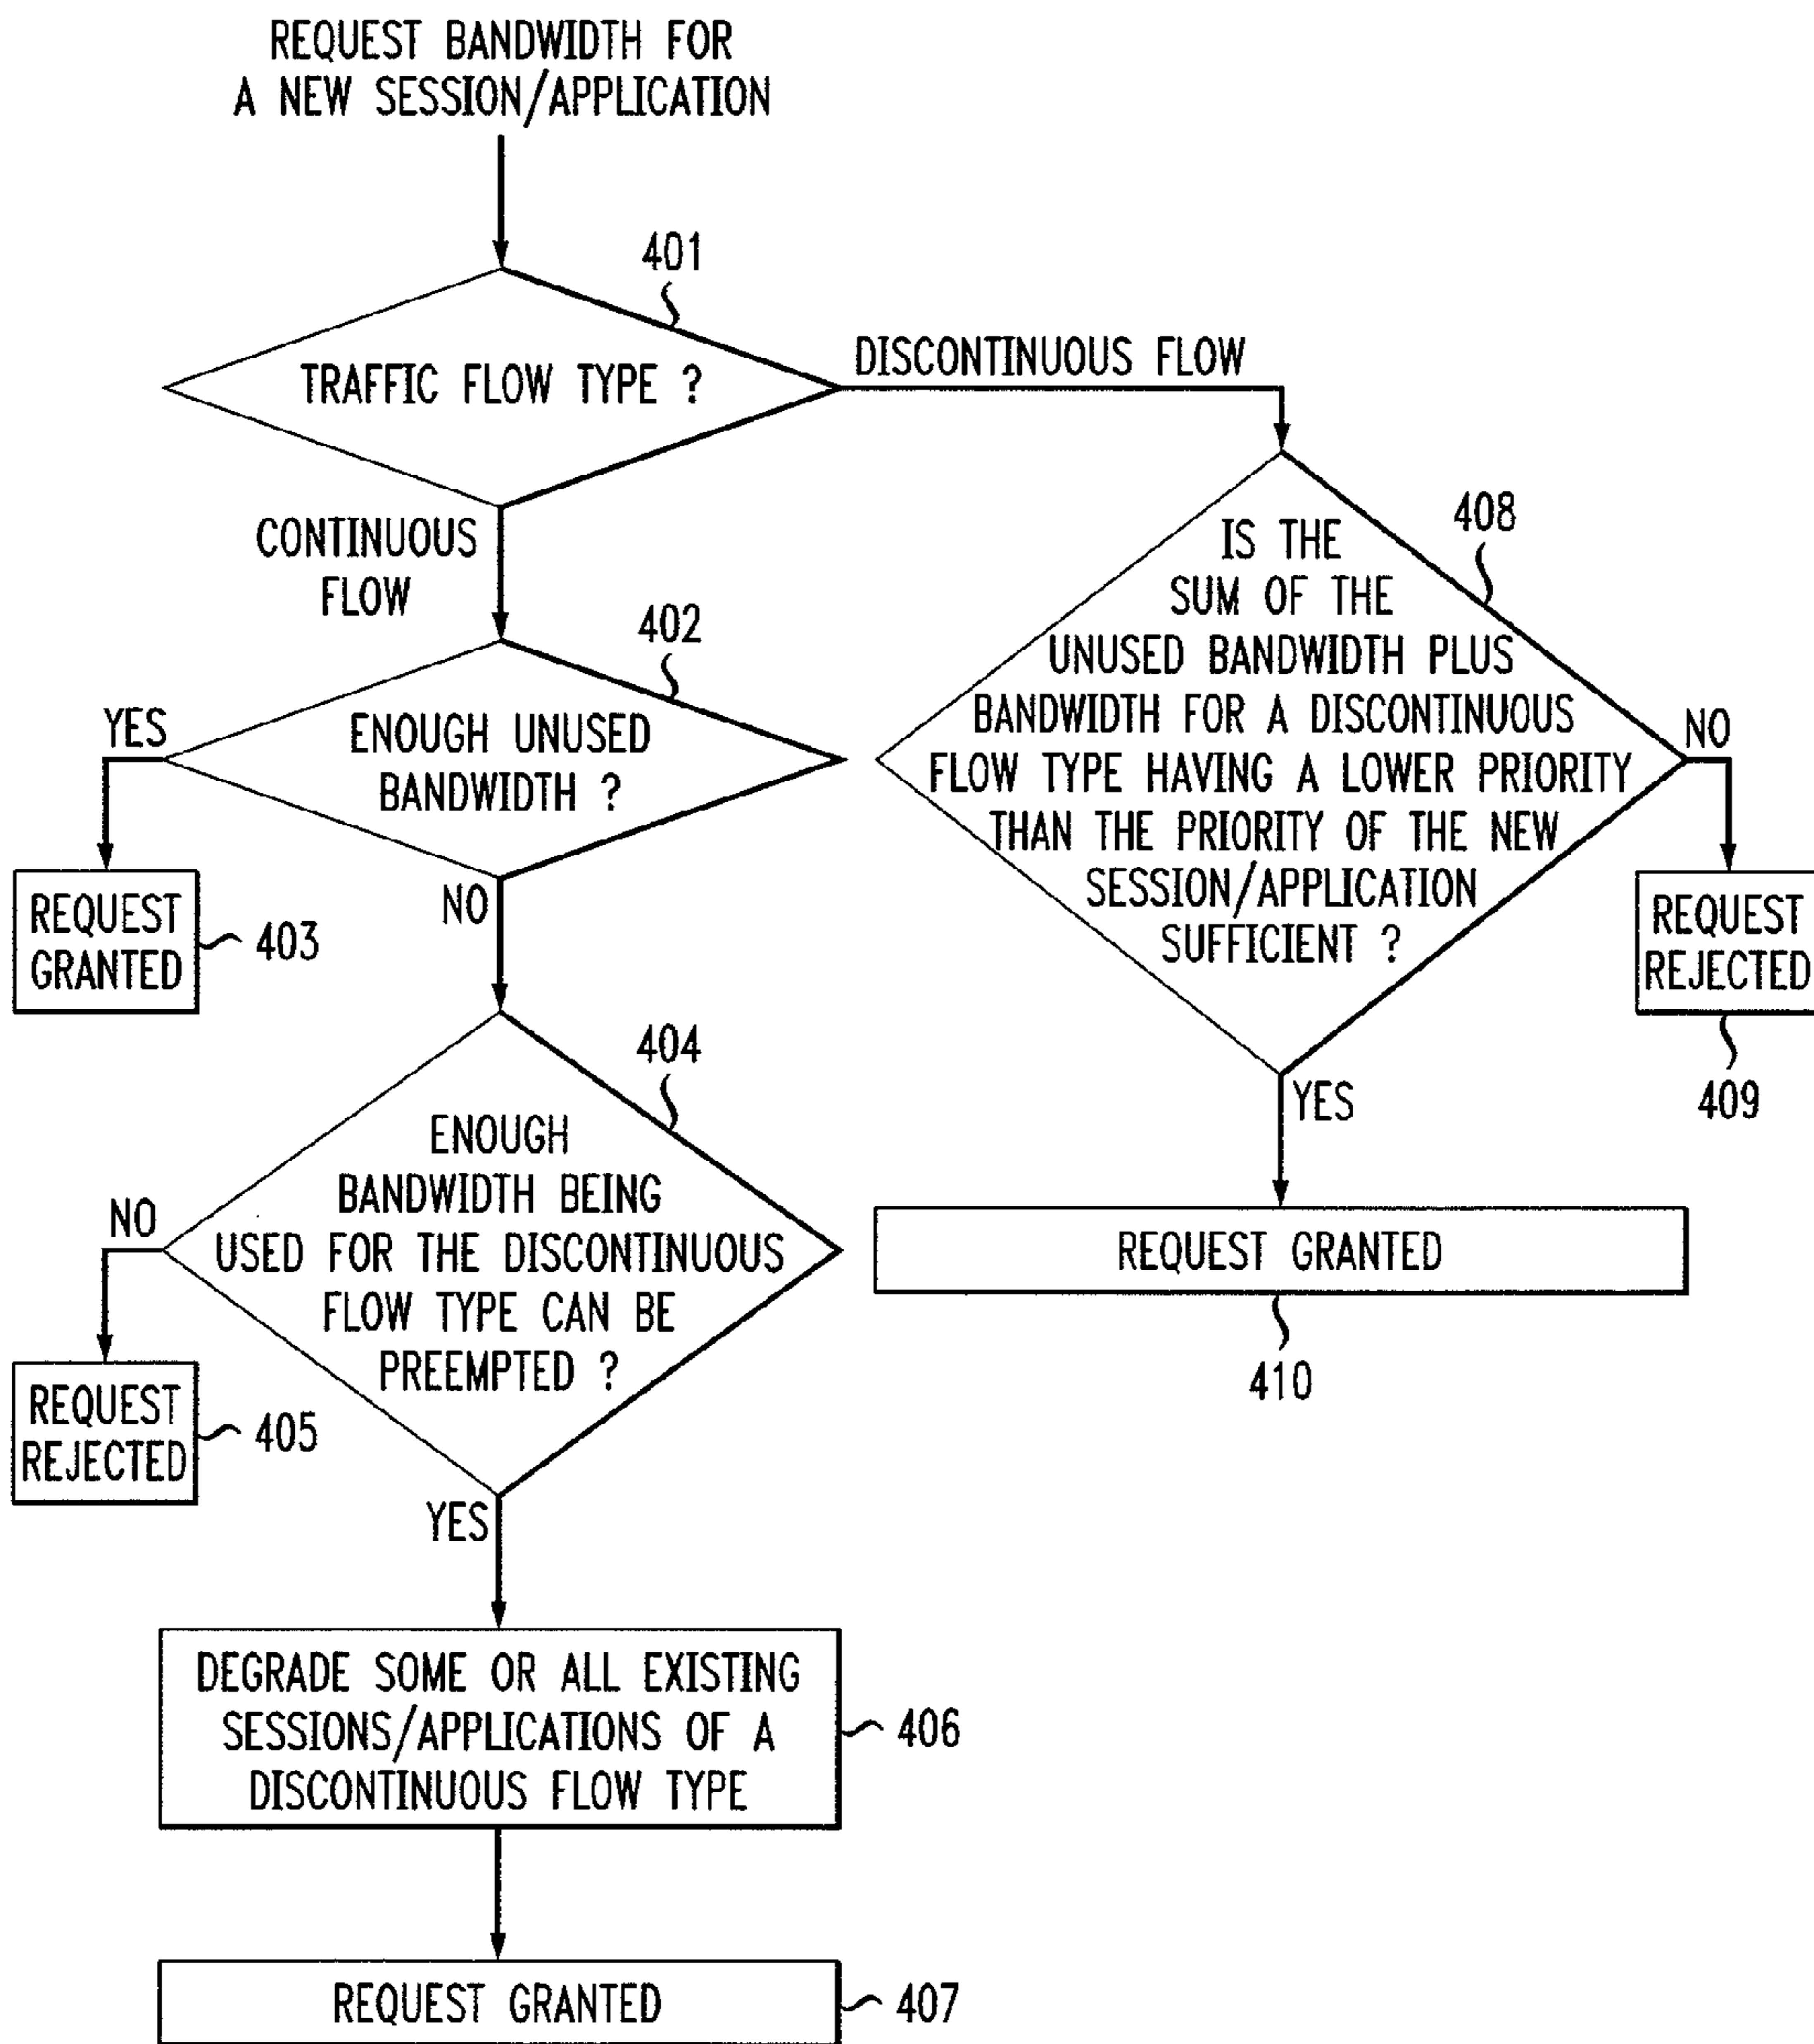 REQUEST BANDWIDTH FOR
A NEW SESSION/APPLICATION
401
TRAFFIC FLOW TYPE ?
DISCONTINUOUS FLOW
CONTINUOUS
FLOW
402
YES
ENOUGH UNUSED
BANDWIDTH ?
NO
REQUEST
GRANTED
403
404
ENOUGH
BANDWIDTH BEING
USED FOR THE DISCONTINUOUS
FLOW TYPE CAN BE
PREEMPTED ?
NO
REQUEST
REJECTED
405
YES
DEGRADE SOME OR ALL EXISTING
SESSIONS/APPLICATIONS OF A
DISCONTINUOUS FLOW TYPE
406
REQUEST GRANTED
407
408
IS THE
SUM OF THE
UNUSED BANDWIDTH PLUS
BANDWIDTH FOR A DISCONTINUOUS
FLOW TYPE HAVING A LOWER PRIORITY
THAN THE PRIORITY OF THE NEW
SESSION/APPLICATION
SUFFICIENT ?
NO
REQUEST
REJECTED
409
YES
REQUEST GRANTED
410